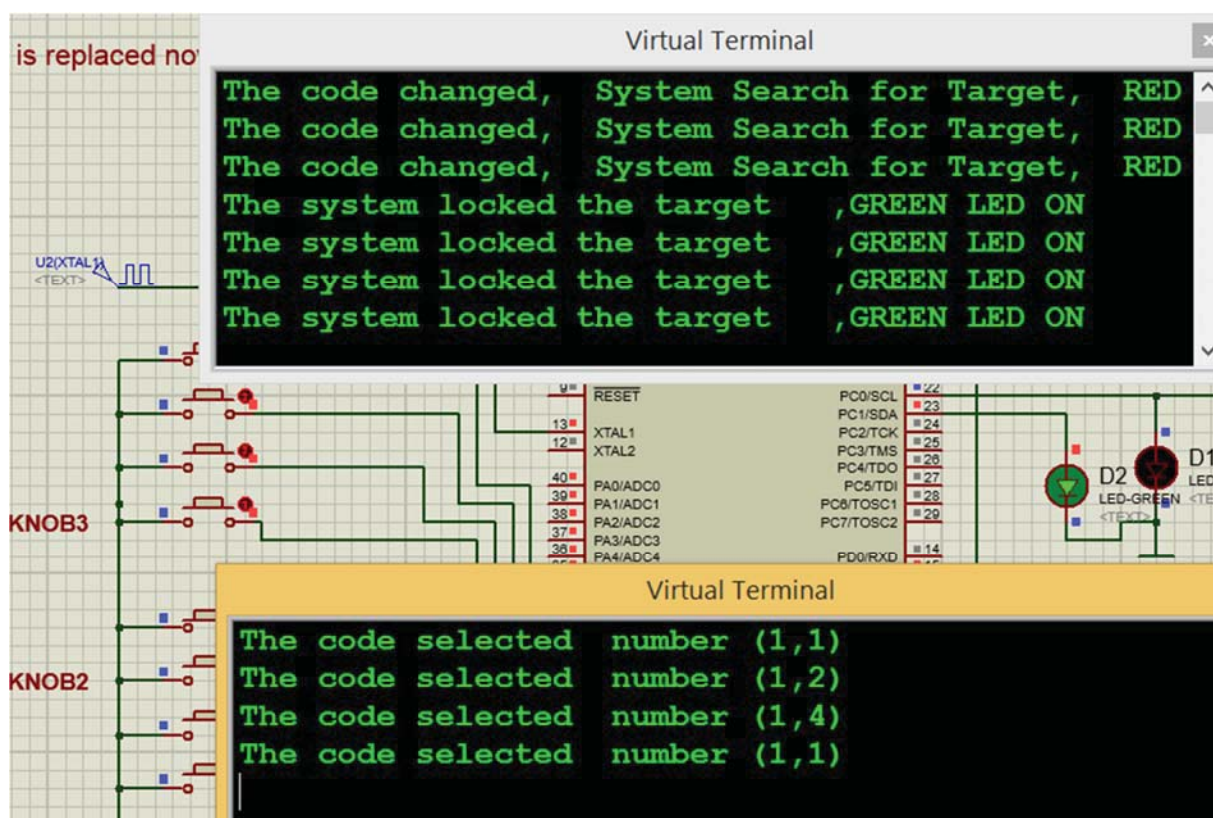 is replaced no
Virtual Terminal
The code changed, System Search for Target, RED
The code changed, System Search for Target, RED
The code changed, System Search for Target, RED
The system locked the target ,GREEN LED ON
The system locked the target ,GREEN LED ON
The system locked the target ,GREEN LED ON
The system locked the target ,GREEN LED ON
U2(XTAL1)
<TEXT>
RESET
13 XTAL1
12 XTAL2
40 PA0/ADC0
39 PA1/ADC1
38 PA2/ADC2
37 PA3/ADC3
36 PA4/ADC4
PC0/SCL 22
PC1/SDA 23
PC2/TCK 24
PC3/TMS 25
PC4/TDO 26
PC5/TDI 27
PC6/TOSC1 28
PC7/TOSC2 29
PD0/RXD 14
D2
LED-GREEN
<TEXT>
D1
LED
KNOB3
Virtual Terminal
The code selected number (1,1)
The code selected number (1,2)
The code selected number (1,4)
The code selected number (1,1)
KNOB2